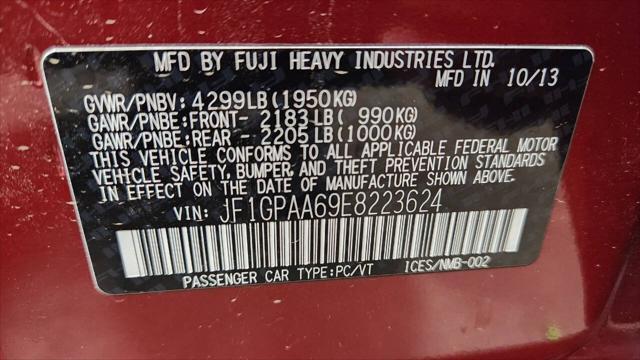 MFD BY FUJI HEAVY INDUSTRIES LTD.
MFD IN 10/13
GVWR/PNBV: 4299LB(1950KG)
GAWR/PNBE:FRONT- 2183LB( 990KG)
GAWR/PNBE:REAR - 2205LB(1000KG)
THIS VEHICLE CONFORMS TO ALL APPLICABLE FEDERAL MOTOR
VEHICLE SAFETY, BUMPER, AND THEFT PREVENTION STANDARDS
IN EFFECT ON THE DATE OF MANUFACTURE SHOWN ABOVE.
VIN: JF1GPAA69E8223624
PASSENGER CAR TYPE:PC/VT ICES/NMB-002